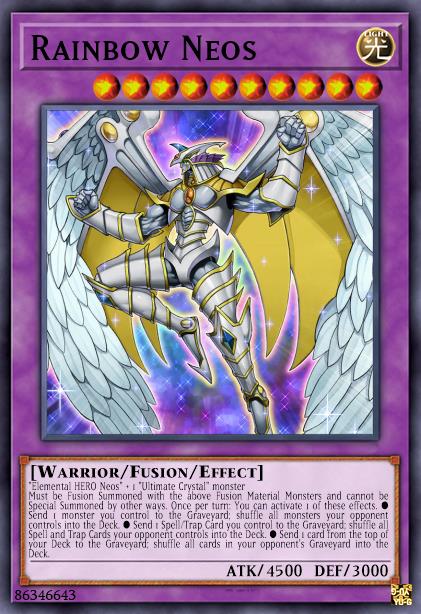 RAINBOW NEOS
LIGHT
光
[WARRIOR/FUSION/EFFECT]
"Elemental HERO Neos" + 1 "Ultimate Crystal" monster
Must be Fusion Summoned with the above Fusion Material Monsters and cannot be
Special Summoned by other ways. Once per turn: You can activate 1 of these effects. ●
Send 1 monster you control to the Graveyard; shuffle all monsters your opponent
controls into the Deck. ● Send 1 Spell/Trap Card you control to the Graveyard; shuffle all
Spell and Trap Cards your opponent controls into the Deck. ● Send 1 card from the top of
your Deck to the Graveyard; shuffle all cards in your opponent's Graveyard into the
Deck.
ATK/4500 DEF/3000
86346643